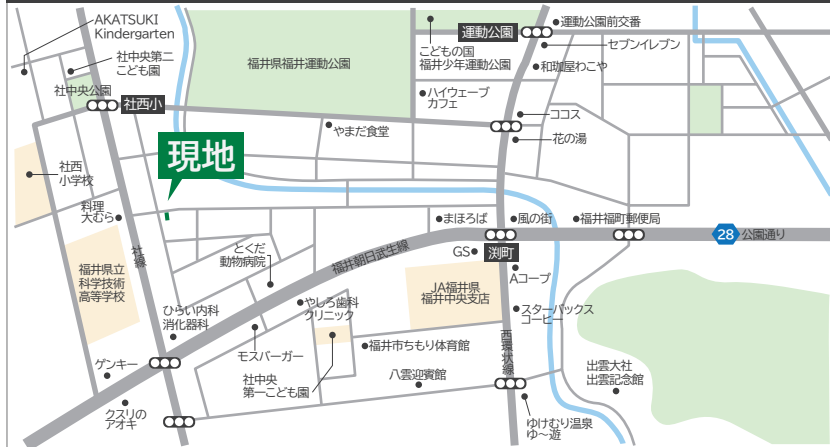 AKATSUKI
Kindergarten
社中央第二
こども園
社中央公園
社西小
社西
小学校
料理
大むら
社線
福井県立
科学技術
高等学校
福井県福井運動公園
こどもの国
福井少年運動公園
運動公園
運動公園前交番
セブンイレブン
和珈屋わこや
ハイウェーブ
カフェ
ココス
花の湯
やまだ食堂
現地
まほろば
風の街
福井福町郵便局
28
公園通り
渕町
GS
Aコープ
とくだ
動物病院
福井朝日武生線
JA福井県
福井中央支店
スターバックス
コーヒー
西環状線
ひらい内科
消化器科
やしろ歯科
クリニック
モスバーガー
福井市ちもり体育館
社中央
第一こども園
八雲迎賓館
出雲大社
出雲記念館
ゲンキー
クスリの
アオキ
ゆけむり温泉
ゆ～遊